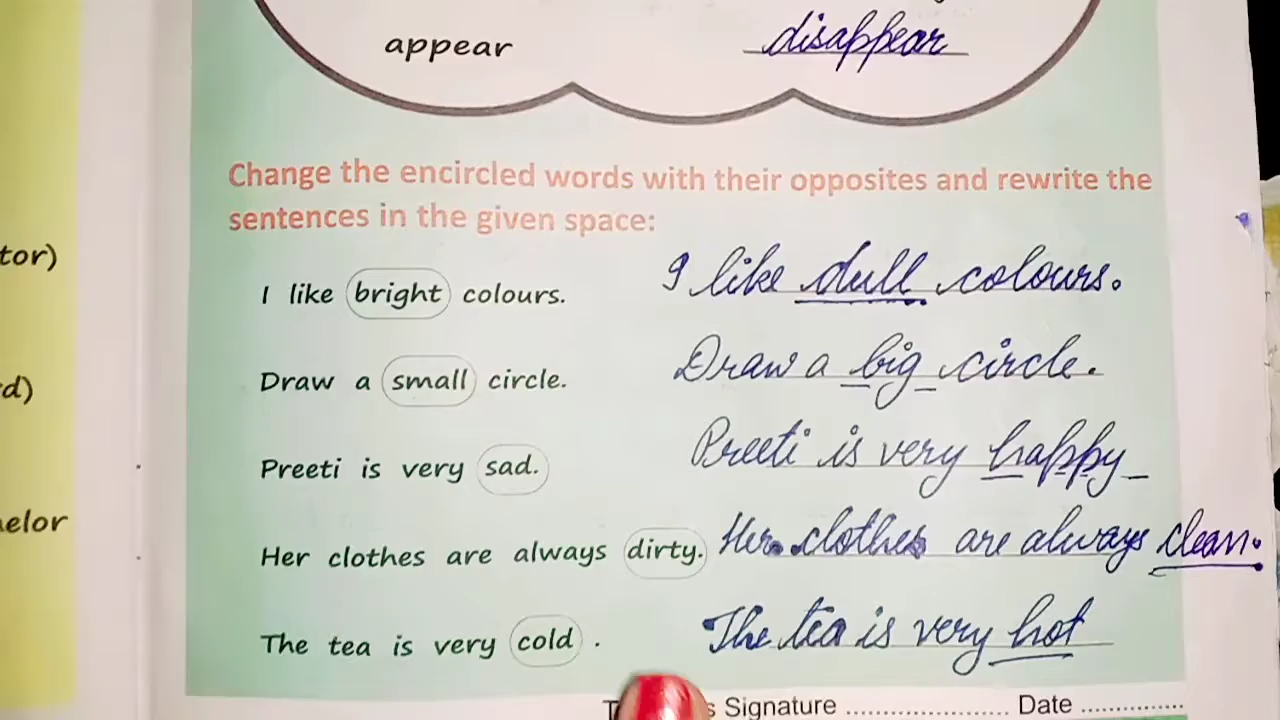 appear disappear
Change the encircled words with their opposites and rewrite the
sentences in the given space:
I like bright colours. I like dull colours.
Draw a small circle. Draw a big circle.
Preeti is very sad. Preeti is very happy
Her clothes are always dirty. Her clothes are always clean.
The tea is very cold . The tea is very hot
Signature ........................ Date ...............
tor)
d)
elor